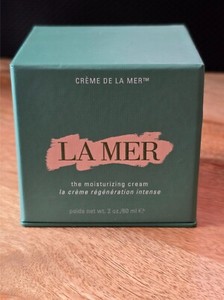 CRÈME DE LA MER™
LA MER
the moisturizing cream
la crème régénération intense
poids net wt. 2 oz./60 ml ℮